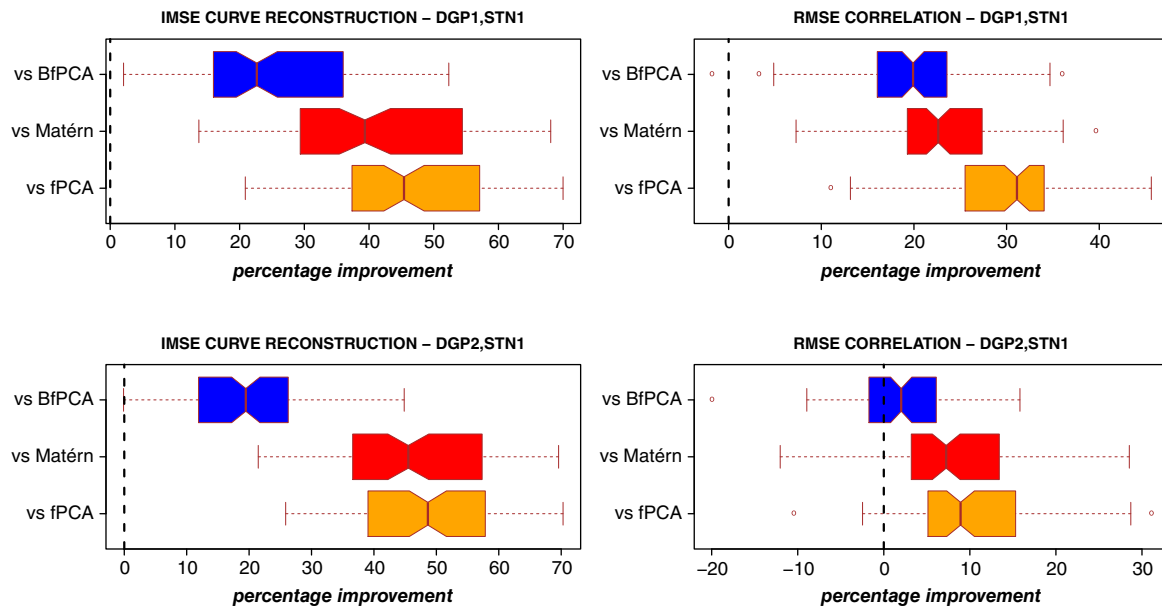 IMSE CURVE RECONSTRUCTION − DGP1,STN1
vs BfPCA
vs Matérn
vs fPCA
0 10 20 30 40 50 60 70
percentage improvement
RMSE CORRELATION − DGP1,STN1
vs BfPCA
vs Matérn
vs fPCA
0 10 20 30 40
percentage improvement
IMSE CURVE RECONSTRUCTION − DGP2,STN1
vs BfPCA
vs Matérn
vs fPCA
0 10 20 30 40 50 60 70
percentage improvement
RMSE CORRELATION − DGP2,STN1
vs BfPCA
vs Matérn
vs fPCA
−20 −10 0 10 20 30
percentage improvement